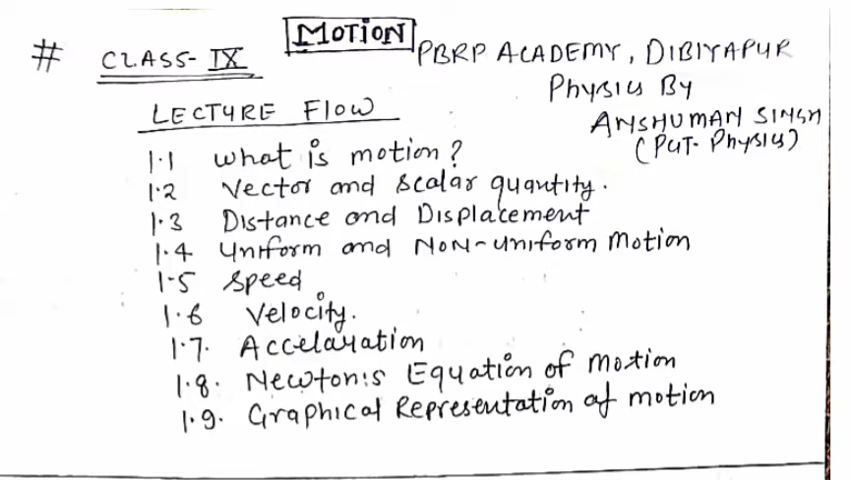 MOTION
# CLASS- IX
PBRP ACADEMY, DIBIYAPUR
Physics By
ANSHUMAN SINGH
(PGT- Physics)
LECTURE Flow
1.1 what is motion?
1.2 Vector and Scalar quantity.
1.3 Distance and Displacement
1.4 Uniform and Non-uniform Motion
1-5 Speed
1.6 Velocity.
1.7. Accelaration
1.8. Newton's Equation of Motion
1.9. Graphical Representation of motion